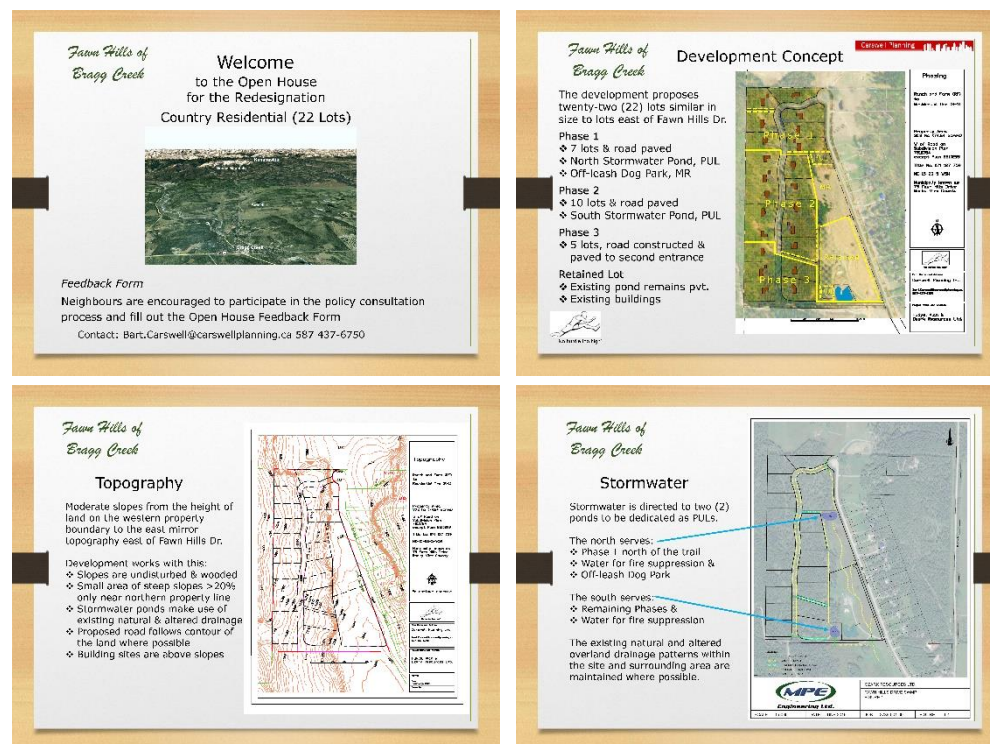 Fawn Hills of
Bragg Creek
Welcome
to the Open House
for the Redesignation
Country Residential (22 Lots)
Feedback Form
Neighbours are encouraged to participate in the policy consultation
process and fill out the Open House Feedback Form
Contact: Bart.Carswell@carswellplanning.ca 587 437-6750
Fawn Hills of
Bragg Creek
Development Concept
Carswell Planning
The development proposes
twenty-two (22) lots similar in
size to lots east of Fawn Hills Dr.
Phase 1
❖ 7 lots & road paved
❖ North Stormwater Pond, PUL
❖ Off-leash Dog Park, MR
Phase 2
❖ 10 lots & road paved
❖ South Stormwater Pond, PUL
Phase 3
❖ 5 lots, road constructed &
paved to second entrance
Retained Lot
❖ Existing pond remains pvt.
❖ Existing buildings
Phase 1
Phase 2
Phase 3
Phasing
Fawn Hills of
Bragg Creek
Topography
Moderate slopes from the height of
land on the western property
boundary to the east mirror
topography east of Fawn Hills Dr.
Development works with this:
❖ Slopes are undisturbed & wooded
❖ Small area of steep slopes >20%
only near northern property line
❖ Stormwater ponds make use of
existing natural & altered drainage
❖ Proposed road follows contour of
the land where possible
❖ Building sites are above slopes
Topography
Fawn Hills of
Bragg Creek
Stormwater
Stormwater is directed to two (2)
ponds to be dedicated as PULs.
The north serves:
❖ Phase 1 north of the trail
❖ Water for fire suppression &
❖ Off-leash Dog Park
The south serves:
❖ Remaining Phases &
❖ Water for fire suppression
The existing natural and altered
overland drainage patterns within
the site and surrounding area are
maintained where possible.
MPE
Engineering Ltd.